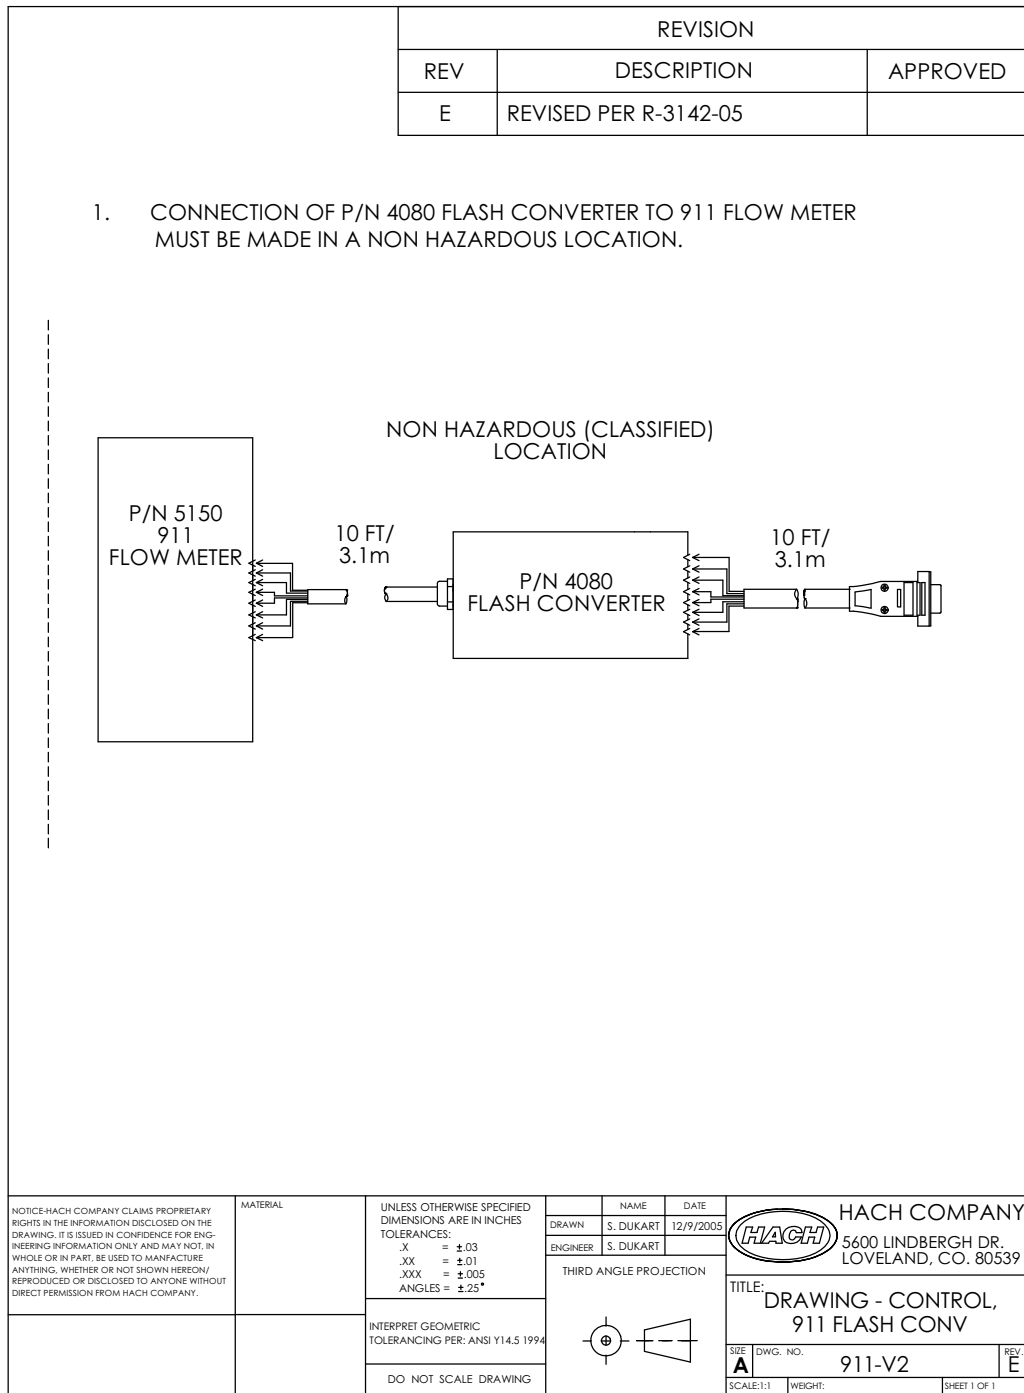 REVISION
REV DESCRIPTION APPROVED
E REVISED PER R-3142-05
1. CONNECTION OF P/N 4080 FLASH CONVERTER TO 911 FLOW METER
MUST BE MADE IN A NON HAZARDOUS LOCATION.
NON HAZARDOUS (CLASSIFIED)
LOCATION
P/N 5150
911
FLOW METER
10 FT/
3.1m
P/N 4080
FLASH CONVERTER
10 FT/
3.1m
NOTICE-HACH COMPANY CLAIMS PROPRIETARY
RIGHTS IN THE INFORMATION DISCLOSED ON THE
DRAWING. IT IS ISSUED IN CONFIDENCE FOR ENG-
INEERING INFORMATION ONLY AND MAY NOT, IN
WHOLE OR IN PART, BE USED TO MANFACTURE
ANYTHING, WHETHER OR NOT SHOWN HEREON/
REPRODUCED OR DISCLOSED TO ANYONE WITHOUT
DIRECT PERMISSION FROM HACH COMPANY.
MATERIAL
UNLESS OTHERWISE SPECIFIED
DIMENSIONS ARE IN INCHES
TOLERANCES:
.X = ±.03
.XX = ±.01
.XXX = ±.005
ANGLES = ±.25°
INTERPRET GEOMETRIC
TOLERANCING PER: ANSI Y14.5 1994
DO NOT SCALE DRAWING
NAME DATE
DRAWN S. DUKART 12/9/2005
ENGINEER S. DUKART
THIRD ANGLE PROJECTION
HACH
HACH COMPANY
5600 LINDBERGH DR.
LOVELAND, CO. 80539
TITLE:
DRAWING - CONTROL,
911 FLASH CONV
SIZE DWG. NO. REV.
A 911-V2 E
SCALE:1:1 WEIGHT: SHEET 1 OF 1